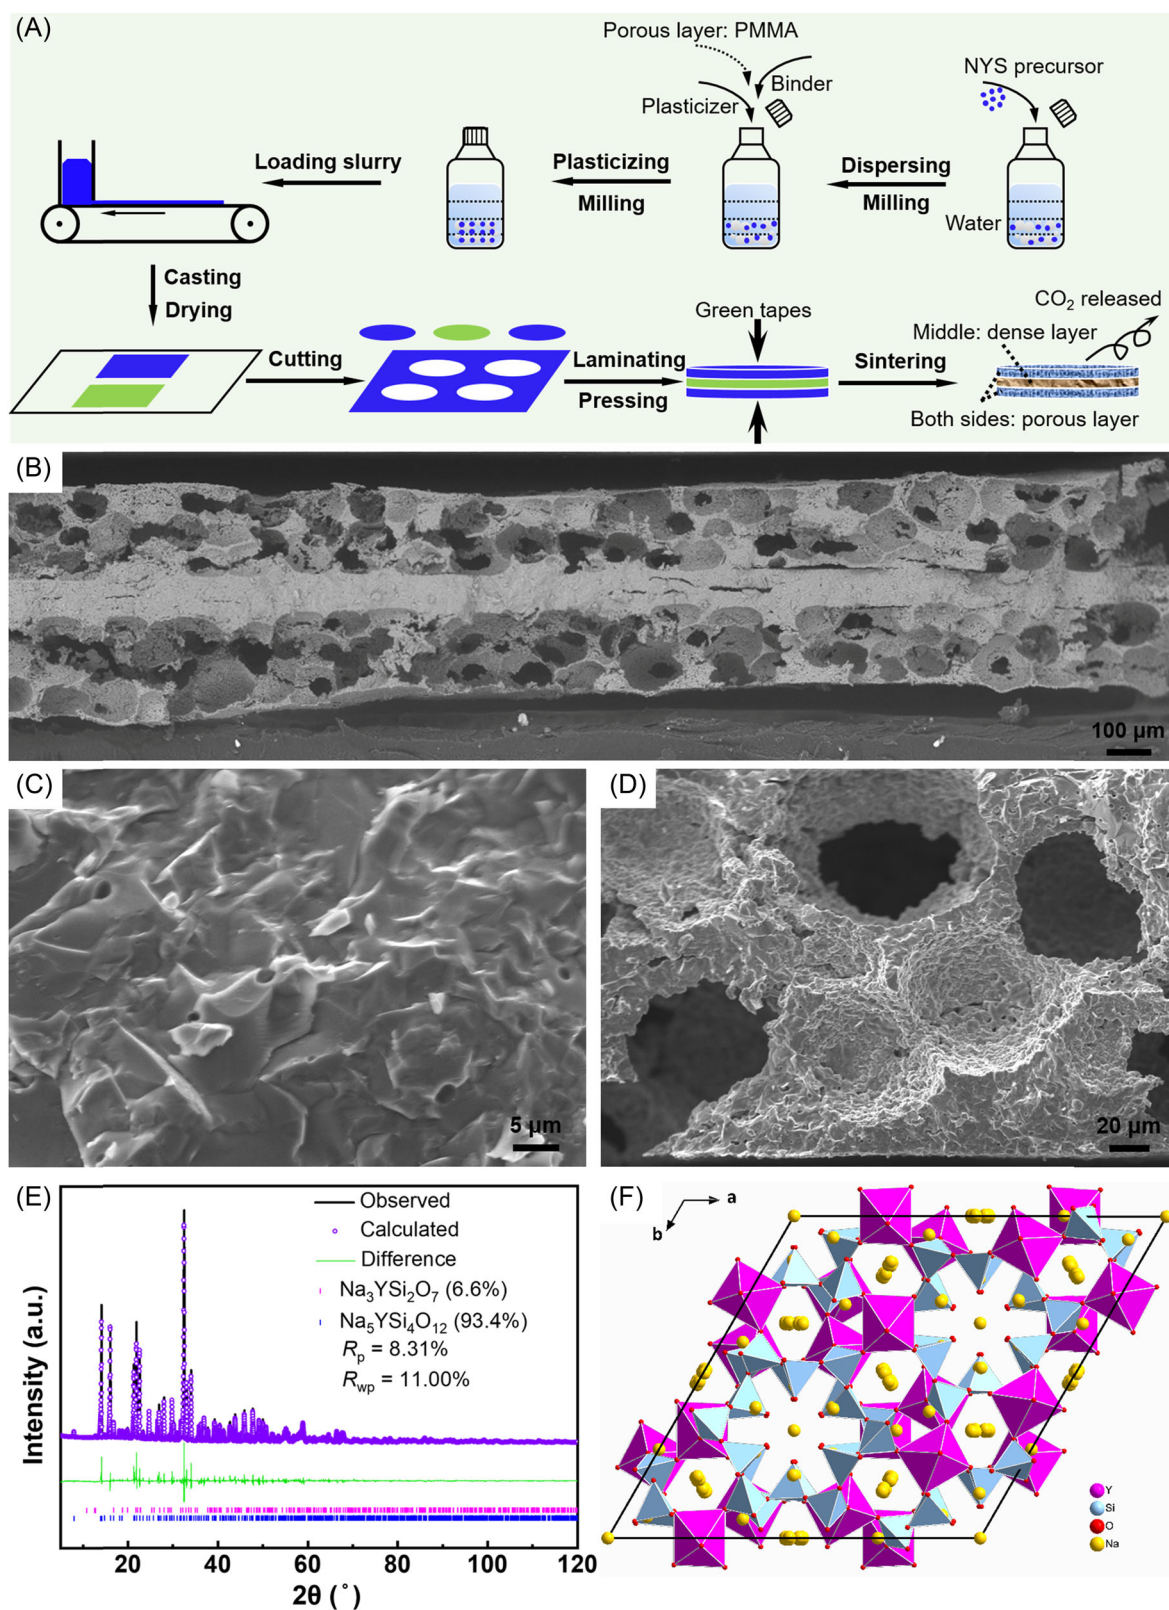 (A)
Porous layer: PMMA
Binder
Plasticizer
NYS precursor
Loading slurry
Plasticizing
Milling
Dispersing
Milling
Water
Casting
Drying
Cutting
Laminating
Pressing
Green tapes
Sintering
CO₂ released
Middle: dense layer
Both sides: porous layer
(B)
100 µm
(C)
5 µm
(D)
20 µm
(E)
Observed
Calculated
Difference
Na₃YSi₂O₇ (6.6%)
Na₅YSi₄O₁₂ (93.4%)
Rₚ = 8.31%
R_wp = 11.00%
Intensity (a.u.)
20 40 60 80 100 120
2θ (°)
(F)
a
b
Y
Si
O
Na